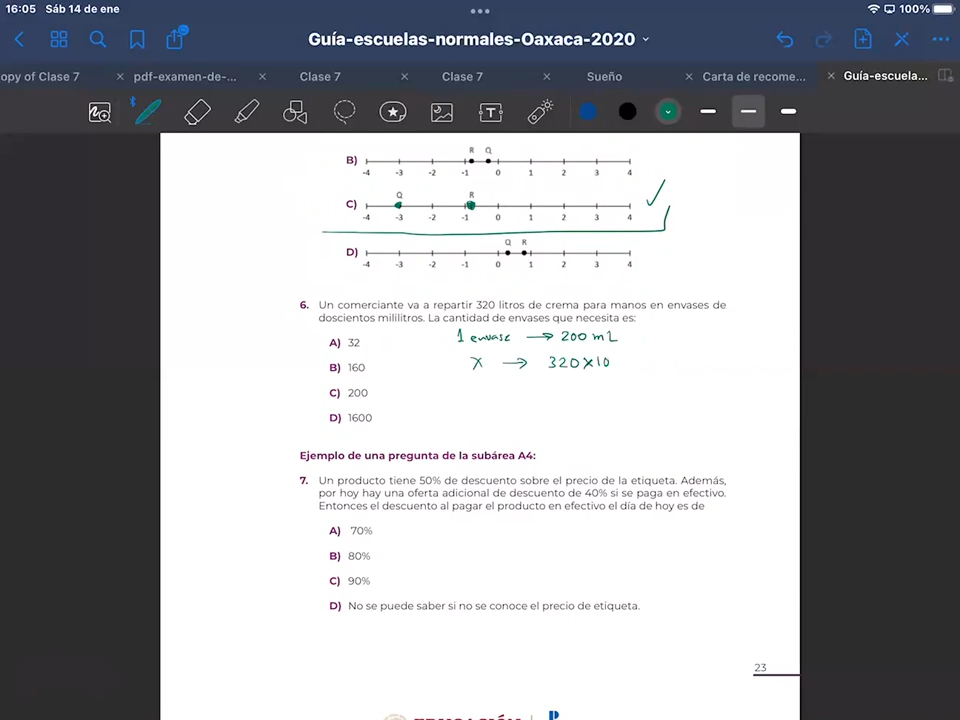 16:05 Sáb 14 de ene 100%
Guía-escuelas-normales-Oaxaca-2020
opy of Clase 7 pdf-examen-de-... Clase 7 Clase 7 Sueño Carta de recome... Guía-escuela...
R Q
B) -4 -3 -2 -1 0 1 2 3 4
Q R
C) -4 -3 -2 -1 0 1 2 3 4
Q R
D) -4 -3 -2 -1 0 1 2 3 4
6. Un comerciante va a repartir 320 litros de crema para manos en envases de
doscientos mililitros. La cantidad de envases que necesita es:
1 envase → 200 mL
A) 32
X → 320x10
B) 160
C) 200
D) 1600
Ejemplo de una pregunta de la subárea A4:
7. Un producto tiene 50% de descuento sobre el precio de la etiqueta. Además,
por hoy hay una oferta adicional de descuento de 40% si se paga en efectivo.
Entonces el descuento al pagar el producto en efectivo el día de hoy es de
A) 70%
B) 80%
C) 90%
D) No se puede saber si no se conoce el precio de etiqueta.
23
EDUCACIÓN